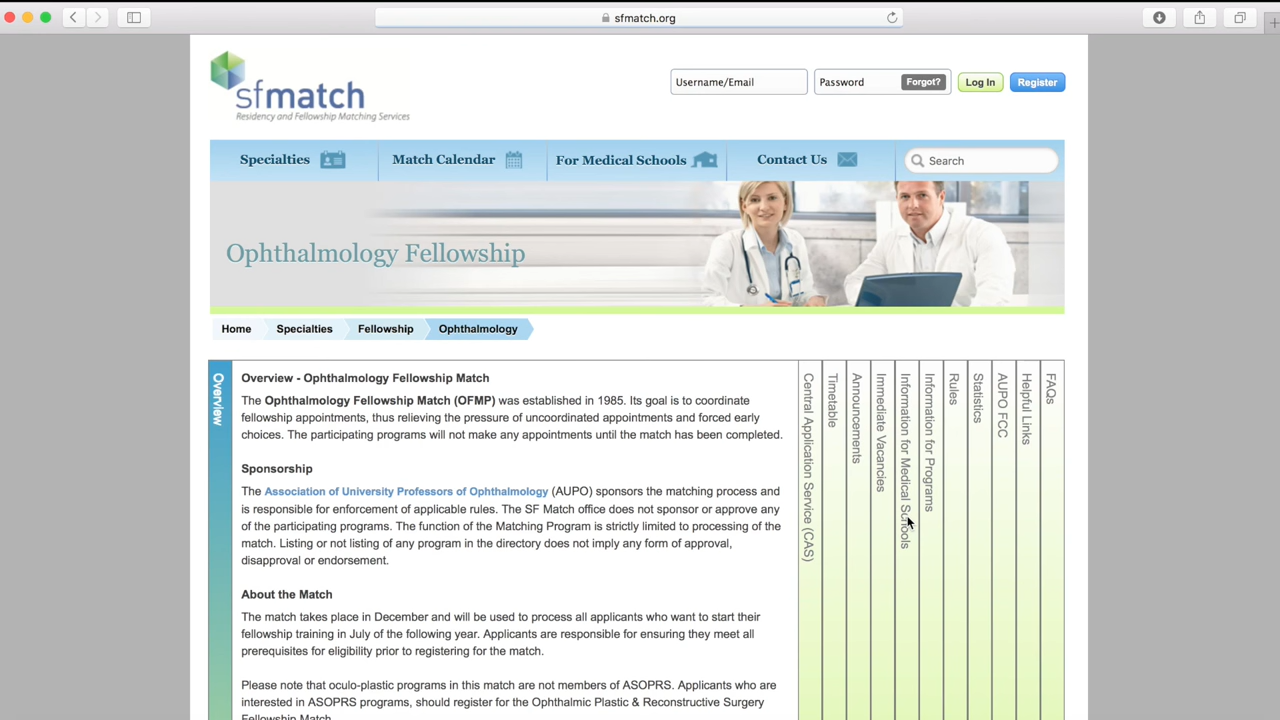 sfmatch.org
sfmatch
Residency and Fellowship Matching Services
Username/Email
Password
Forgot?
Log In
Register
Specialties
Match Calendar
For Medical Schools
Contact Us
Search
Ophthalmology Fellowship
Home
Specialties
Fellowship
Ophthalmology
Overview
Overview - Ophthalmology Fellowship Match
The Ophthalmology Fellowship Match (OFMP) was established in 1985. Its goal is to coordinate
fellowship appointments, thus relieving the pressure of uncoordinated appointments and forced early
choices. The participating programs will not make any appointments until the match has been completed.
Sponsorship
The Association of University Professors of Ophthalmology (AUPO) sponsors the matching process and
is responsible for enforcement of applicable rules. The SF Match office does not sponsor or approve any
of the participating programs. The function of the Matching Program is strictly limited to processing of the
match. Listing or not listing of any program in the directory does not imply any form of approval,
disapproval or endorsement.
About the Match
The match takes place in December and will be used to process all applicants who want to start their
fellowship training in July of the following year. Applicants are responsible for ensuring they meet all
prerequisites for eligibility prior to registering for the match.
Please note that oculo-plastic programs in this match are not members of ASOPRS. Applicants who are
interested in ASOPRS programs, should register for the Ophthalmic Plastic & Reconstructive Surgery
Fellowship Match
Central Application Service (CAS)
Timetable
Announcements
Immediate Vacancies
Information for Medical Schools
Information for Programs
Rules
Statistics
AUPO FCC
Helpful Links
FAQs